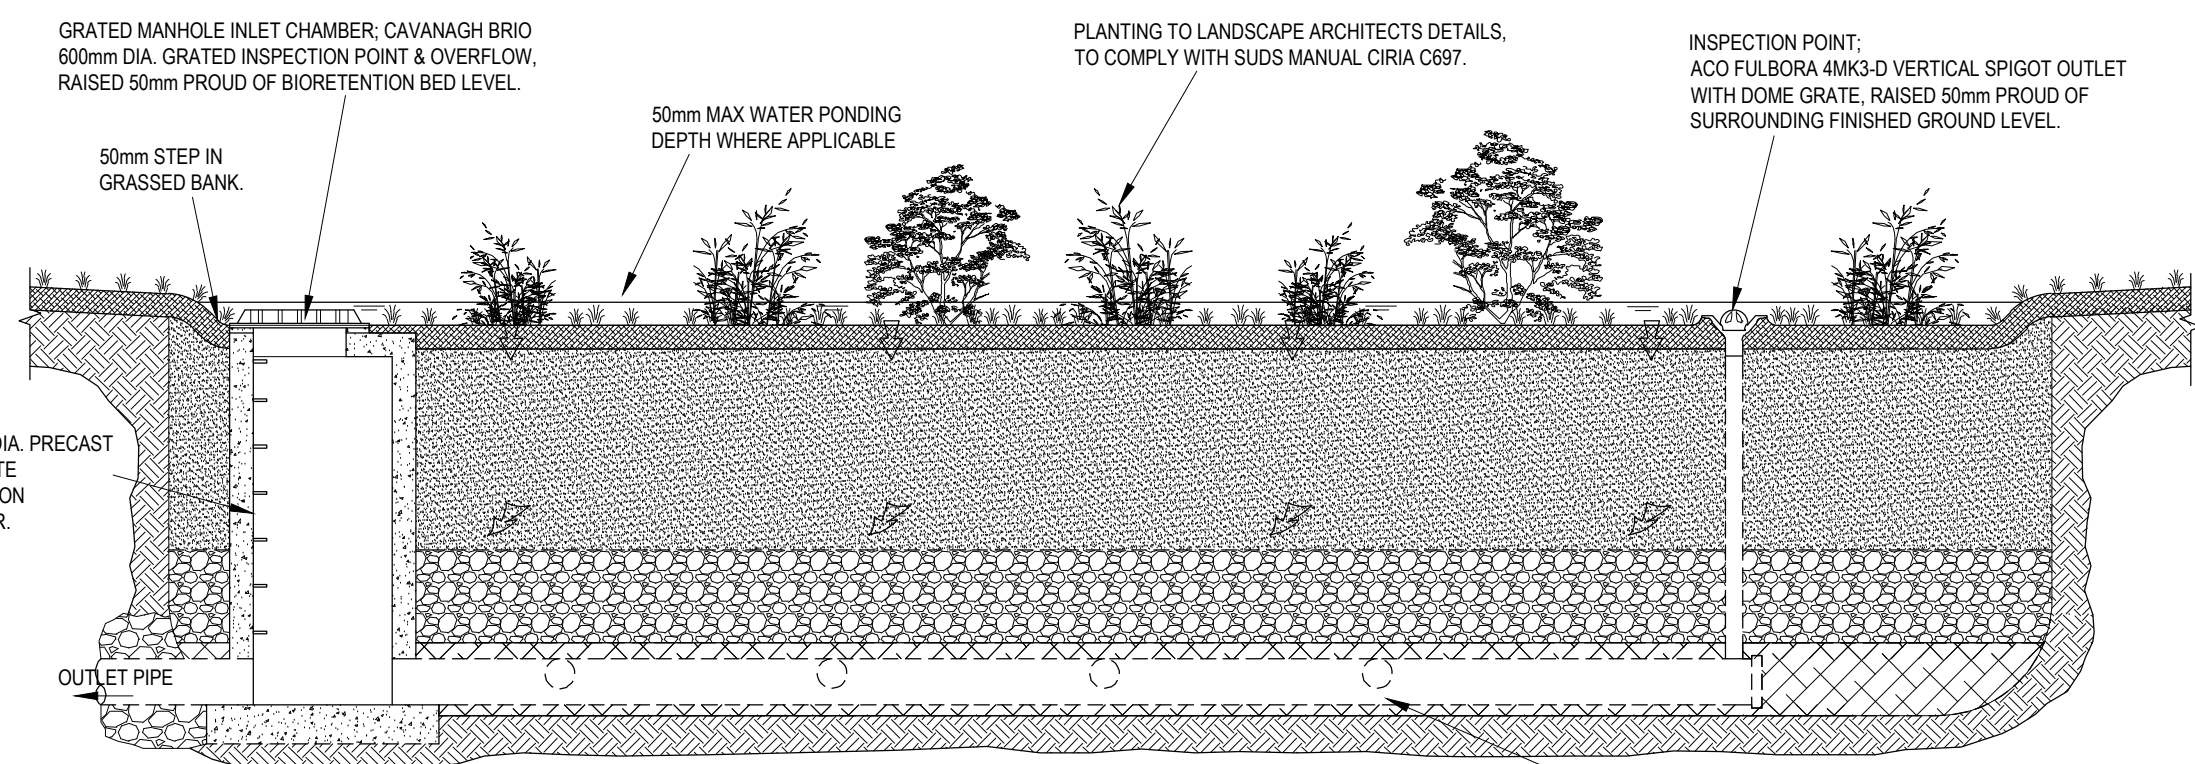 GRATED MANHOLE INLET CHAMBER; CAVANAGH BRIO
600mm DIA. GRATED INSPECTION POINT & OVERFLOW,
RAISED 50mm PROUD OF BIORETENTION BED LEVEL.
50mm STEP IN
GRASSED BANK.
50mm MAX WATER PONDING
DEPTH WHERE APPLICABLE
PLANTING TO LANDSCAPE ARCHITECTS DETAILS,
TO COMPLY WITH SUDS MANUAL CIRIA C697.
INSPECTION POINT;
ACO FULBORA 4MK3-D VERTICAL SPIGOT OUTLET
WITH DOME GRATE, RAISED 50mm PROUD OF
SURROUNDING FINISHED GROUND LEVEL.
DIA. PRECAST
OUTLET PIPE